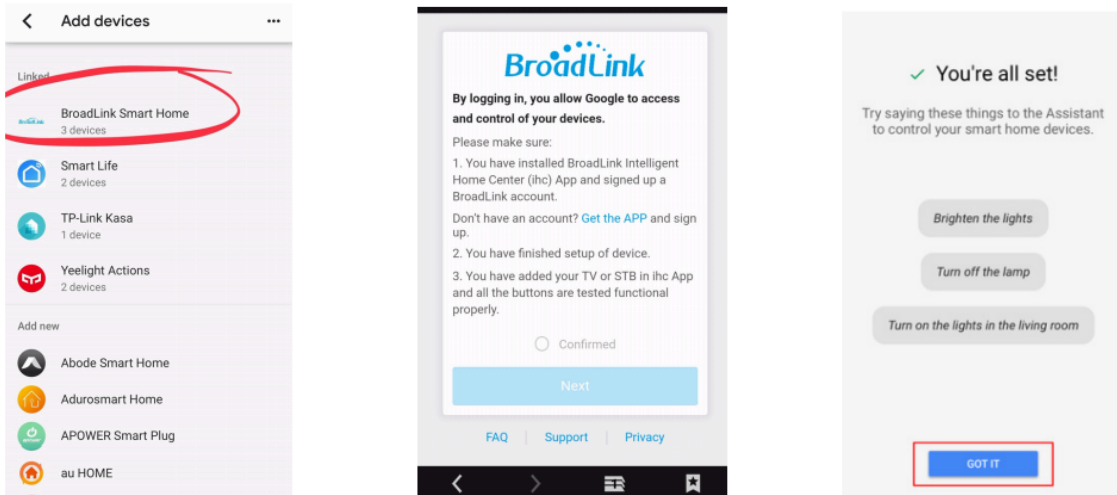 Add devices
Linked
BroadLink Smart Home
3 devices
Smart Life
2 devices
TP-Link Kasa
1 device
Yeelight Actions
2 devices
Add new
Abode Smart Home
Adurosmart Home
APOWER Smart Plug
au HOME
BroadLink
By logging in, you allow Google to access
and control of your devices.
Please make sure:
1. You have installed BroadLink Intelligent
Home Center (ihc) App and signed up a
BroadLink account.
Don't have an account? Get the APP and sign
up.
2. You have finished setup of device.
3. You have added your TV or STB in ihc App
and all the buttons are tested functional
properly.
Confirmed
Next
FAQ Support Privacy
You're all set!
Try saying these things to the Assistant
to control your smart home devices.
Brighten the lights
Turn off the lamp
Turn on the lights in the living room
GOT IT